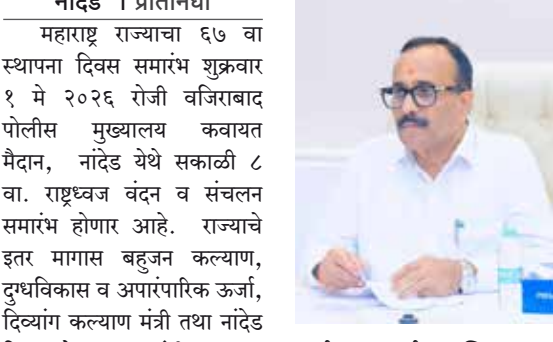 नांदेड । प्रतिनिधी
महाराष्ट्र राज्याचा ६७ वा
स्थापना दिवस समारंभ शुक्रवार
१ मे २०२६ रोजी वजिराबाद
पोलीस मुख्यालय कवायत
मैदान, नांदेड येथे सकाळी ८
वा. राष्ट्रध्वज वंदन व संचलन
समारंभ होणार आहे. राज्याचे
इतर मागास बहुजन कल्याण,
दुग्धविकास व अपारंपारिक ऊर्जा,
दिव्यांग कल्याण मंत्री तथा नांदेड